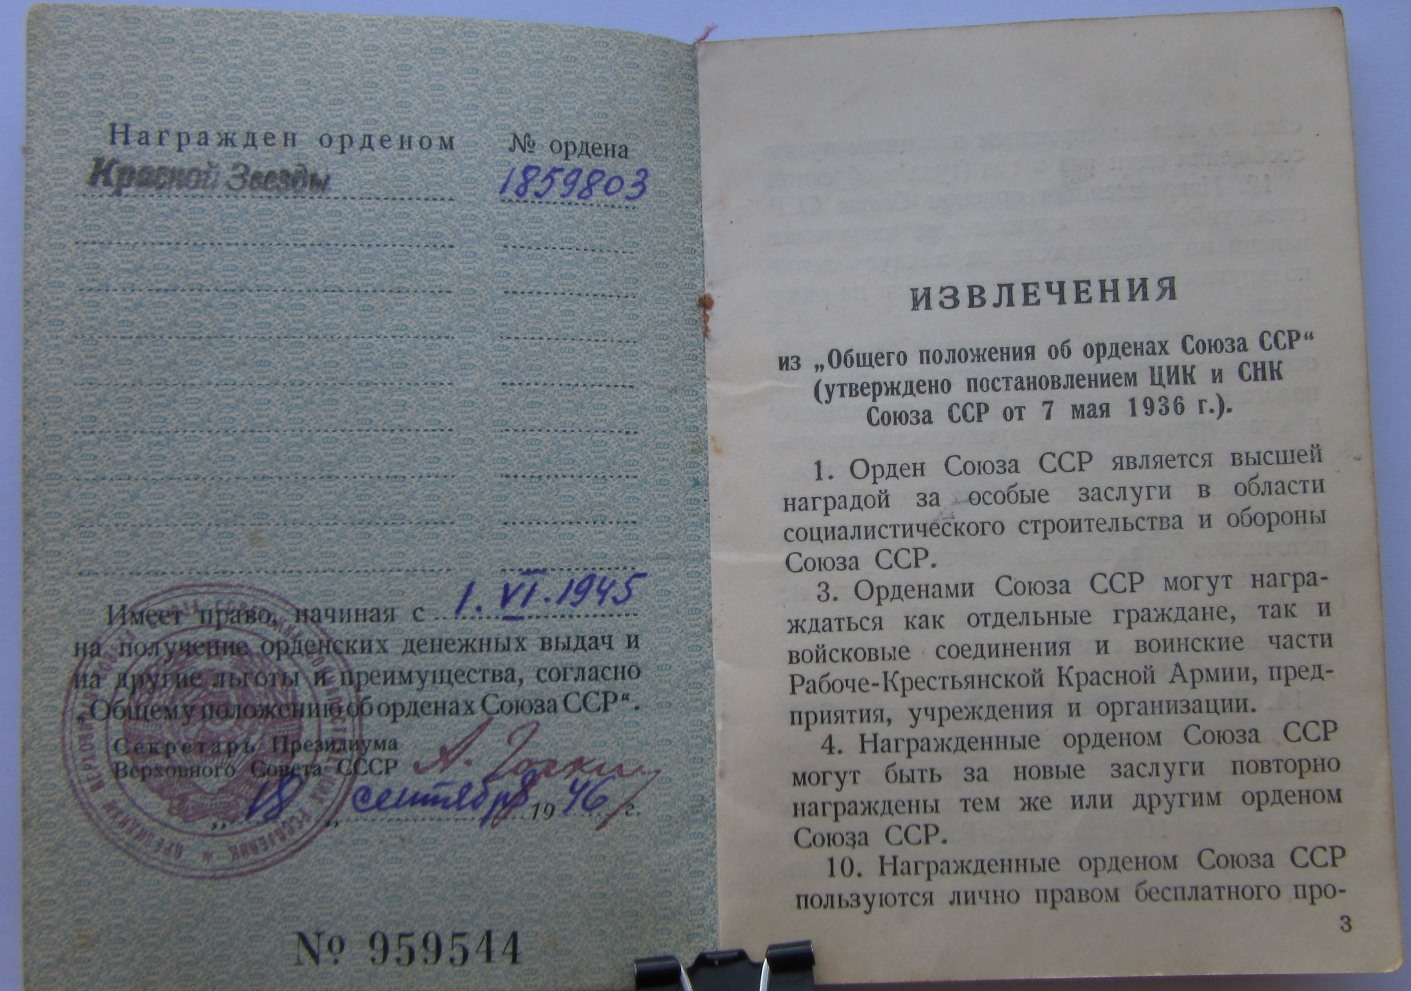 Награжден орденом № ордена
Красной Звезды 1859803
Имеет право, начиная с 1. VI. 1945
на получение орденских денежных выдач и
на другие льготы и преимущества, согласно
„Общему положению об орденах Союза ССР“.
Секретарь Президиума
Верховного Совета СССР А. Горкин
„18„ сентября 1946 г.
№ 959544
ИЗВЛЕЧЕНИЯ
из „Общего положения об орденах Союза ССР“
(утверждено постановлением ЦИК и СНК
Союза ССР от 7 мая 1936 г.).
1. Орден Союза ССР является высшей
наградой за особые заслуги в области
социалистического строительства и обороны
Союза ССР.
3. Орденами Союза ССР могут награ-
ждаться как отдельные граждане, так и
войсковые соединения и воинские части
Рабоче-Крестьянской Красной Армии, пред-
приятия, учреждения и организации.
4. Награжденные орденом Союза ССР
могут быть за новые заслуги повторно
награждены тем же или другим орденом
Союза ССР.
10. Награжденные орденом Союза ССР
пользуются лично правом бесплатного про-
3